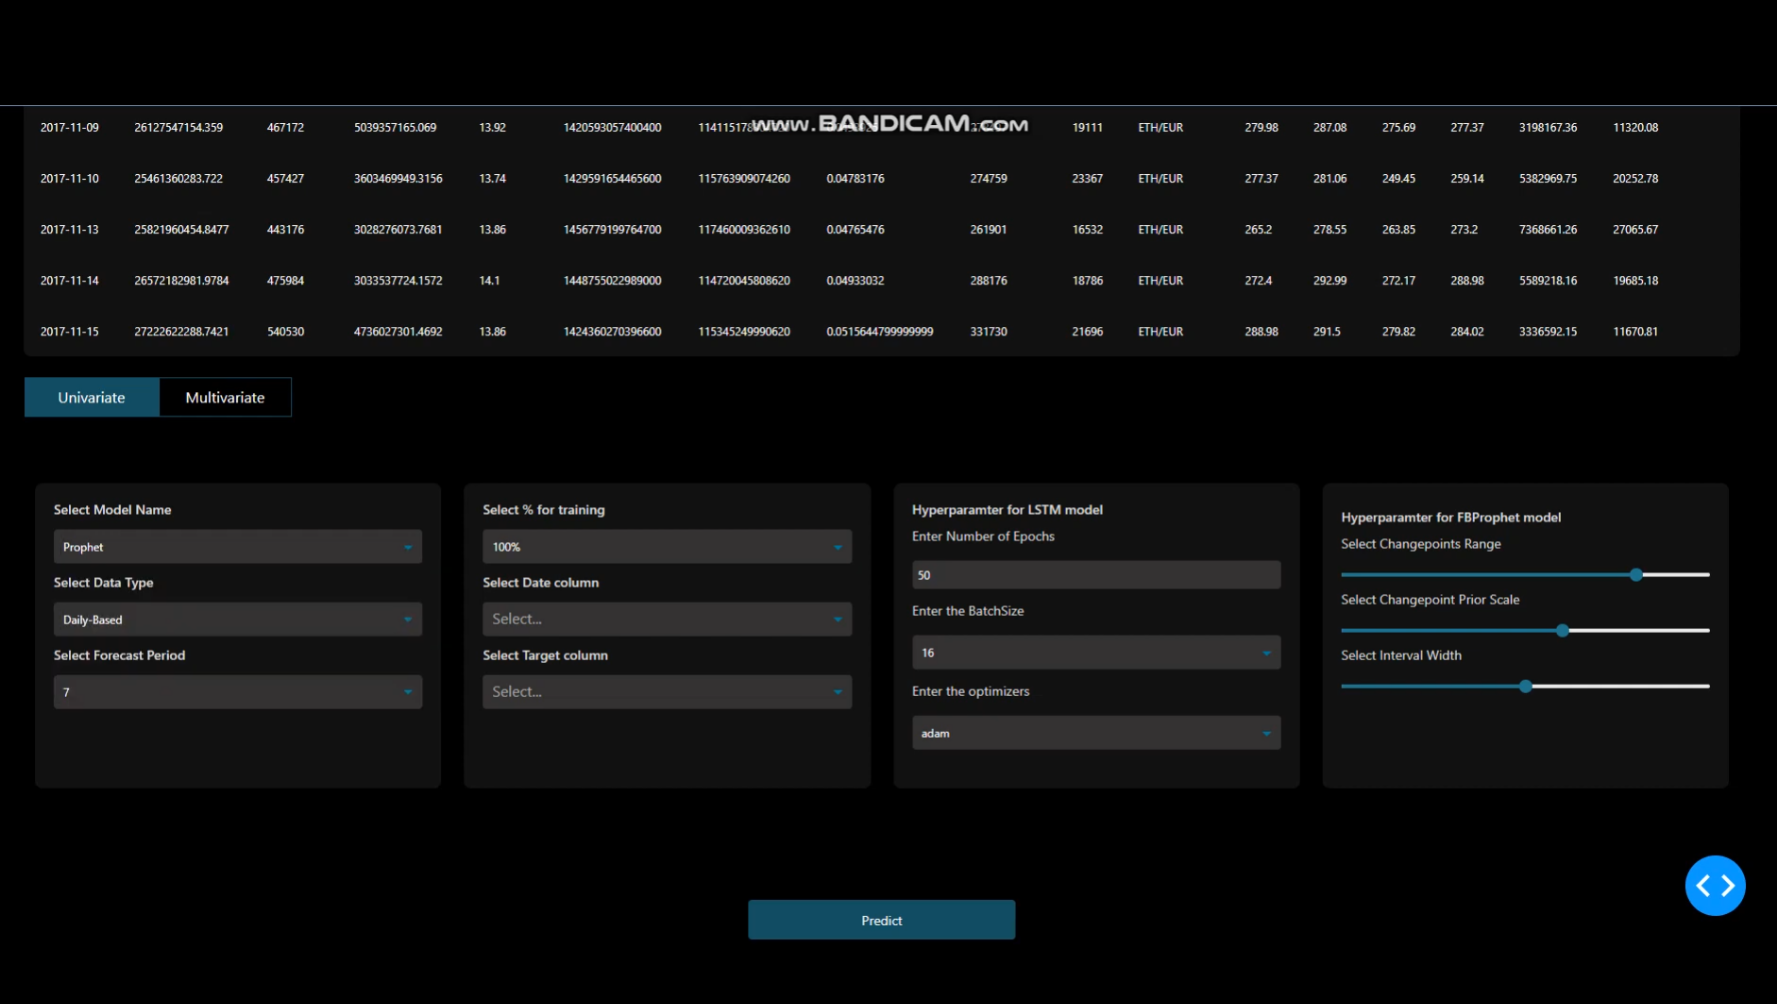 www.BANDICAM.com
2017-11-09 26127547154.359 467172 5039357165.069 13.92 1420593057400400 19111 ETH/EUR 279.98 287.08 275.69 277.37 3198167.36 11320.08
2017-11-10 25461360283.722 457427 3603469949.3156 13.74 1429591654465600 115763909074260 0.04783176 274759 23367 ETH/EUR 277.37 281.06 249.45 259.14 5382969.75 20252.78
2017-11-13 25821960454.8477 443176 3028276073.7681 13.86 1456779199764700 117460009362610 0.04765476 261901 16532 ETH/EUR 265.2 278.55 263.85 273.2 7368661.26 27065.67
2017-11-14 26572182981.9784 475984 3033537724.1572 14.1 1448755022989000 114720045808620 0.04933032 288176 18786 ETH/EUR 272.4 292.99 272.17 288.98 5589218.16 19685.18
2017-11-15 27222622288.7421 540530 4736027301.4692 13.86 1424360270396600 115345249990620 0.0515644799999999 331730 21696 ETH/EUR 288.98 291.5 279.82 284.02 3336592.15 11670.81
Univariate Multivariate
Select Model Name
Prophet
Select Data Type
Daily-Based
Select Forecast Period
7
Select % for training
100%
Select Date column
Select...
Select Target column
Select...
Hyperparamter for LSTM model
Enter Number of Epochs
50
Enter the BatchSize
16
Enter the optimizers
adam
Hyperparamter for FBProphet model
Select Changepoints Range
Select Changepoint Prior Scale
Select Interval Width
Predict